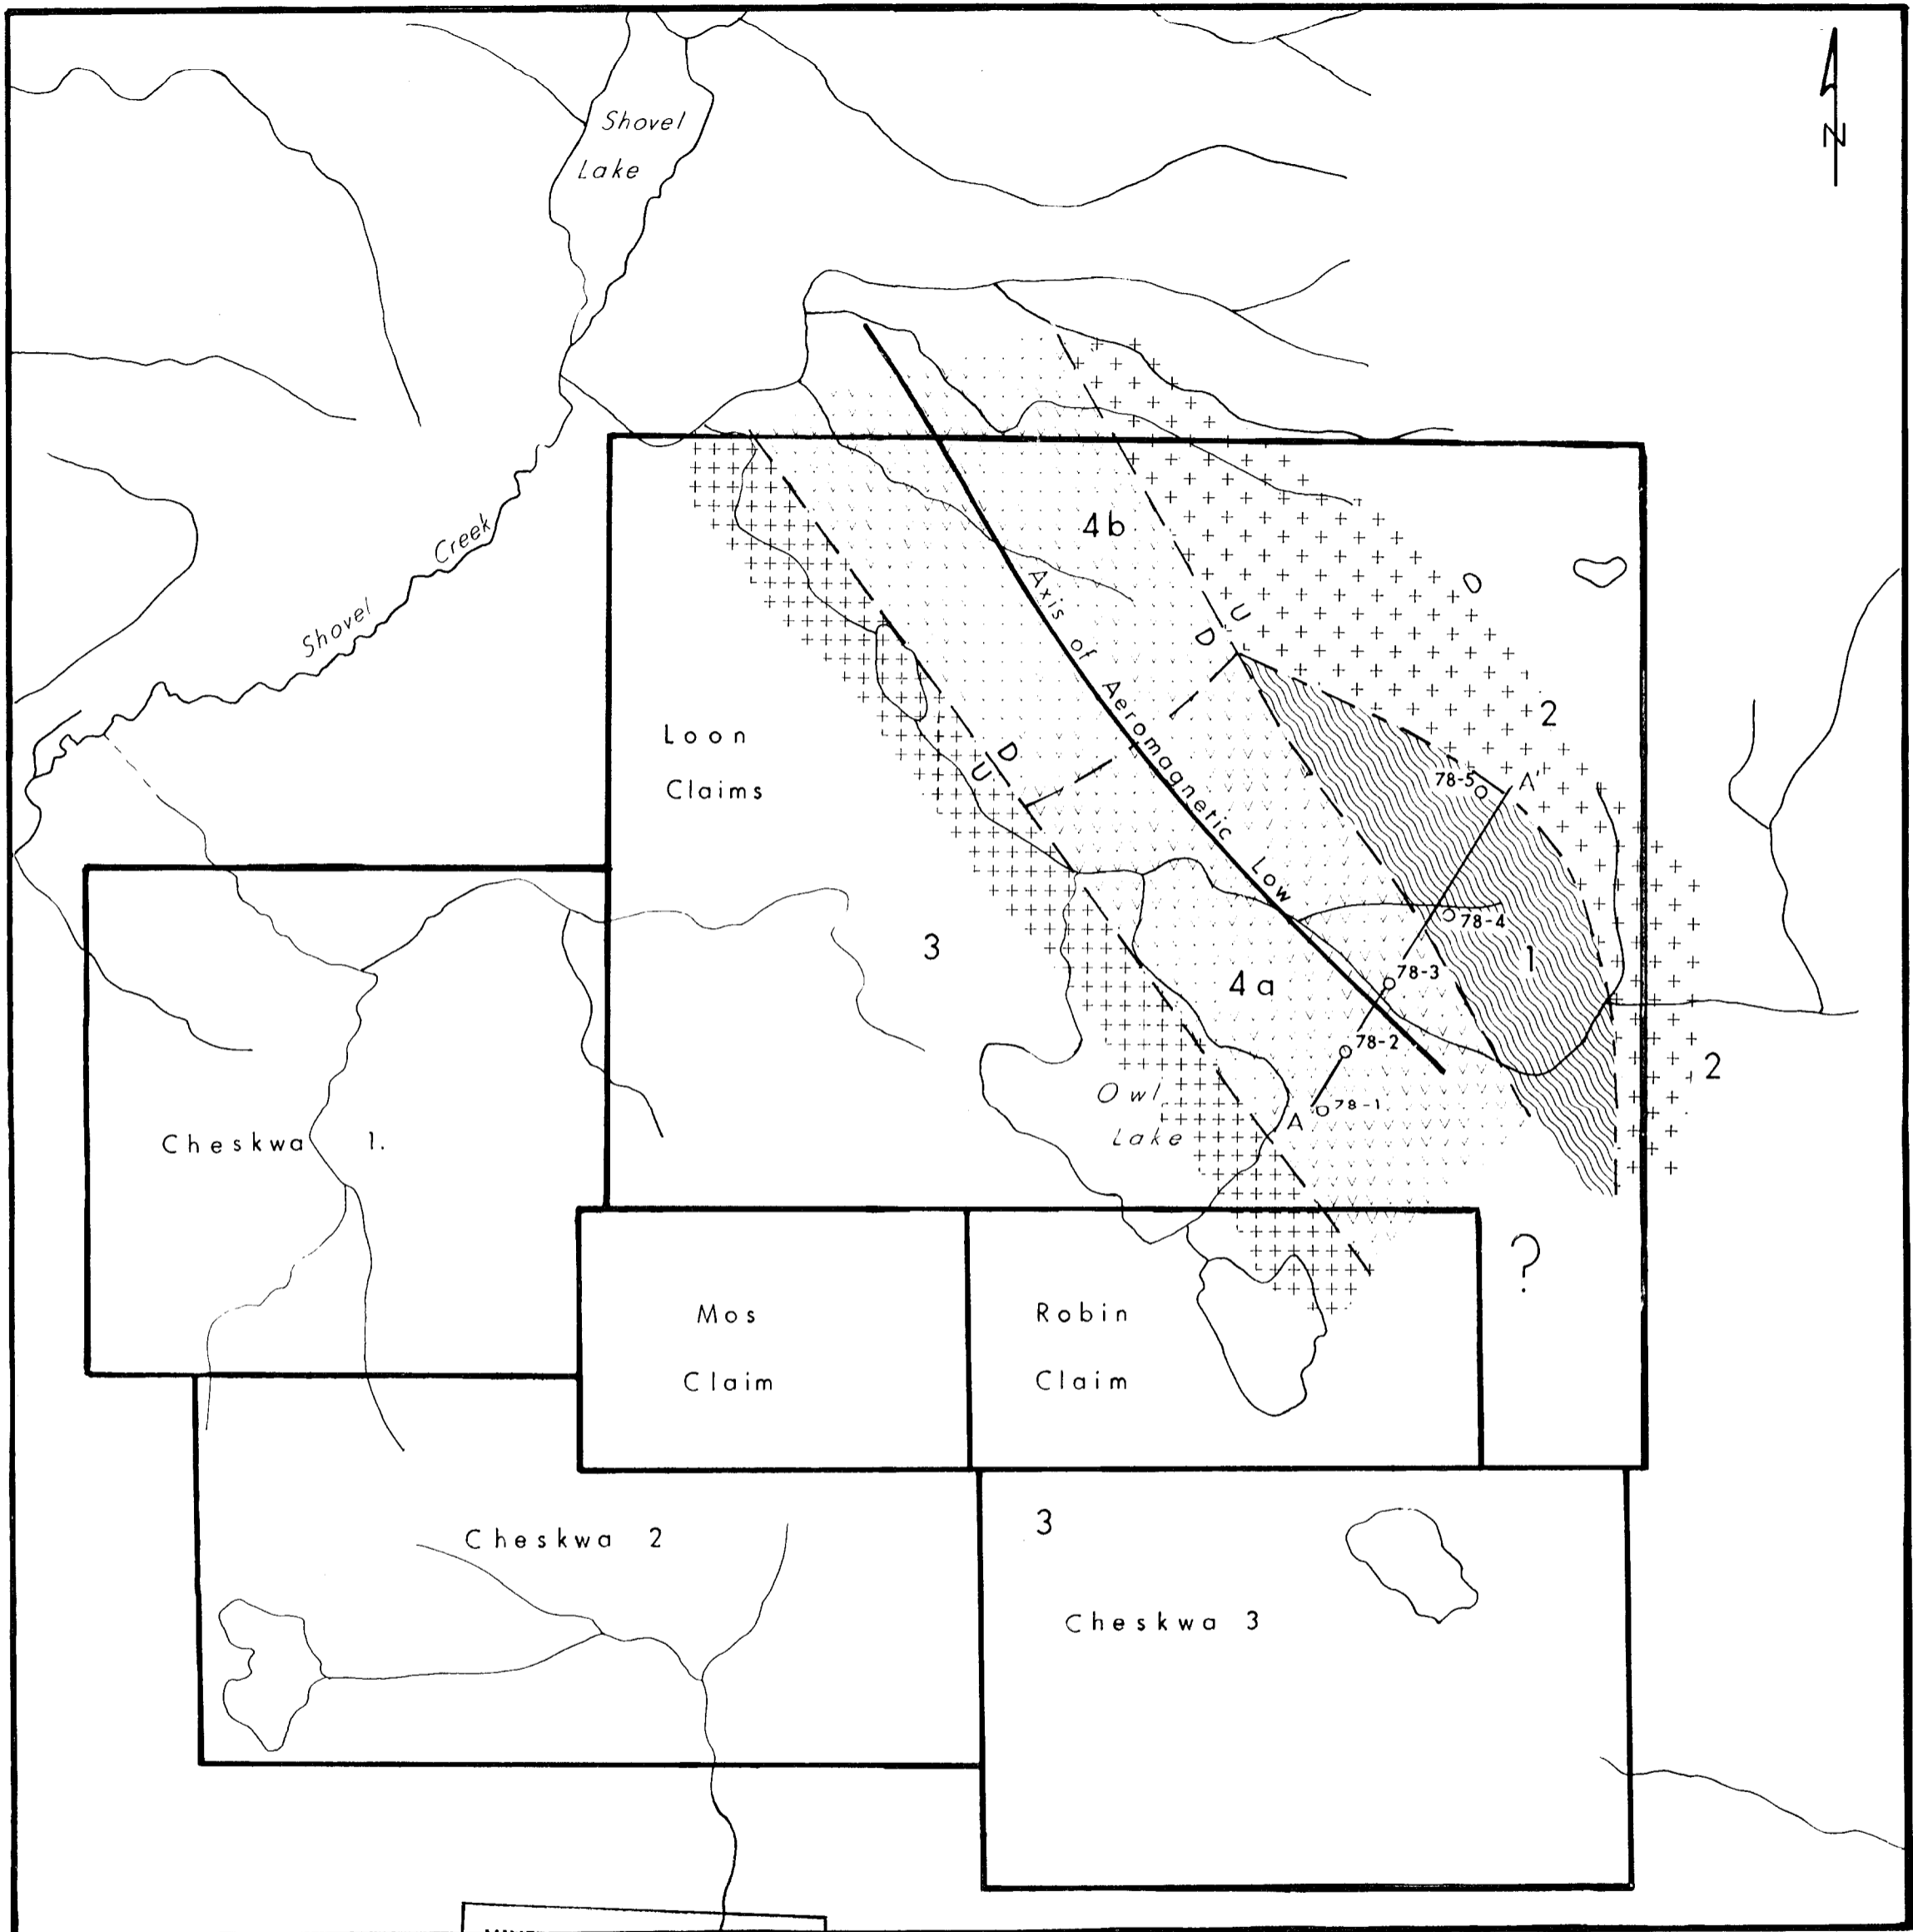 Shovel
Lake
N
Shovel Creek
4b
U
D
O
Axis of Aeromagnetic Low
2
Loon
Claims
D
U
78-5
A'
78-4
3
1
78-3
4a
78-2
2
Owl
Lake
78-1
A
Cheskwa 1.
?
Mos
Claim
Robin
Claim
3
Cheskwa 2
Cheskwa 3